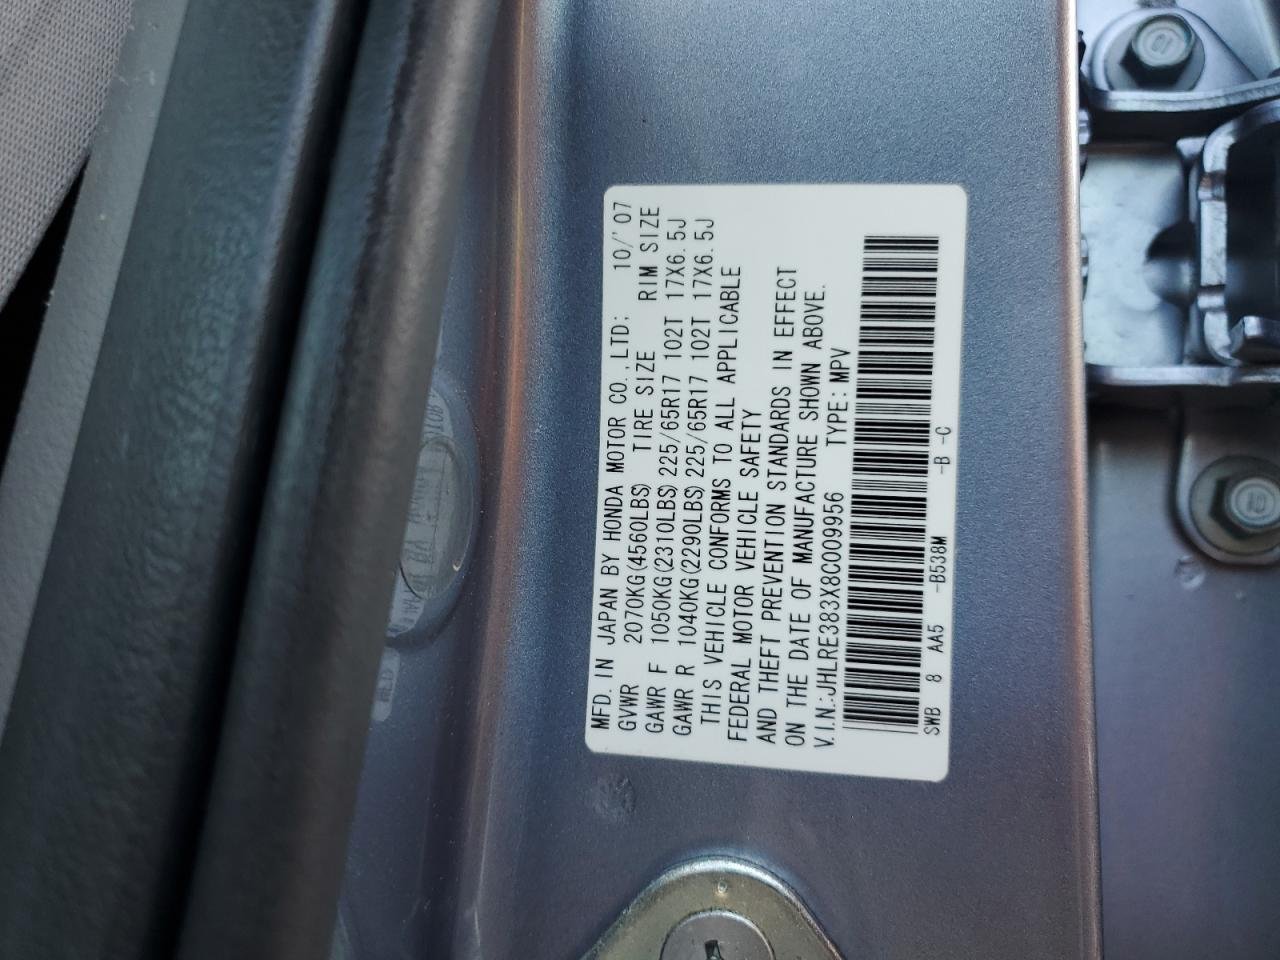 MFD. IN JAPAN BY HONDA MOTOR CO., LTD: 10/'07
GVWR 2070KG(4560LBS) TIRE SIZE RIM SIZE
GAWR F 1050KG(2310LBS) 225/65R17 102T 17X6.5J
GAWR R 1040KG(2290LBS) 225/65R17 102T 17X6.5J
THIS VEHICLE CONFORMS TO ALL APPLICABLE
FEDERAL MOTOR VEHICLE SAFETY
AND THEFT PREVENTION STANDARDS IN EFFECT
ON THE DATE OF MANUFACTURE SHOWN ABOVE.
V.I.N.:JHLRE383X8C009956 TYPE: MPV
SWB 8 AA5 -B538M -B -C